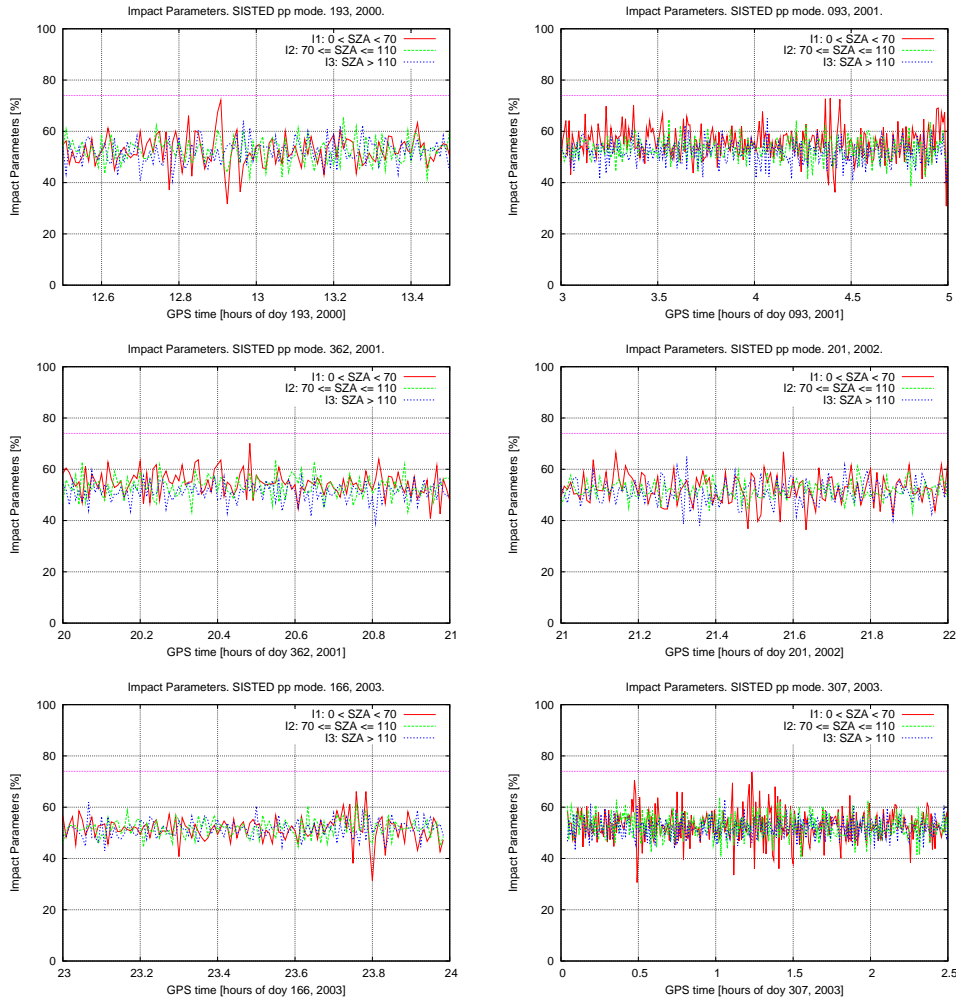 Impact Parameters. SISTED pp mode. 193, 2000.
I1: 0 < SZA < 70
I2: 70 <= SZA <= 110
I3: SZA > 110
Impact Parameters [%]
100
80
60
40
20
0
12.6 12.8 13 13.2 13.4
GPS time [hours of doy 193, 2000]
Impact Parameters. SISTED pp mode. 093, 2001.
I1: 0 < SZA < 70
I2: 70 <= SZA <= 110
I3: SZA > 110
Impact Parameters [%]
100
80
60
40
20
0
3 3.5 4 4.5 5
GPS time [hours of doy 093, 2001]
Impact Parameters. SISTED pp mode. 362, 2001.
I1: 0 < SZA < 70
I2: 70 <= SZA <= 110
I3: SZA > 110
Impact Parameters [%]
100
80
60
40
20
0
20 20.2 20.4 20.6 20.8 21
GPS time [hours of doy 362, 2001]
Impact Parameters. SISTED pp mode. 201, 2002.
I1: 0 < SZA < 70
I2: 70 <= SZA <= 110
I3: SZA > 110
Impact Parameters [%]
100
80
60
40
20
0
21 21.2 21.4 21.6 21.8 22
GPS time [hours of doy 201, 2002]
Impact Parameters. SISTED pp mode. 166, 2003.
I1: 0 < SZA < 70
I2: 70 <= SZA <= 110
I3: SZA > 110
Impact Parameters [%]
100
80
60
40
20
0
23 23.2 23.4 23.6 23.8 24
GPS time [hours of doy 166, 2003]
Impact Parameters. SISTED pp mode. 307, 2003.
I1: 0 < SZA < 70
I2: 70 <= SZA <= 110
I3: SZA > 110
Impact Parameters [%]
100
80
60
40
20
0
0 0.5 1 1.5 2 2.5
GPS time [hours of doy 307, 2003]